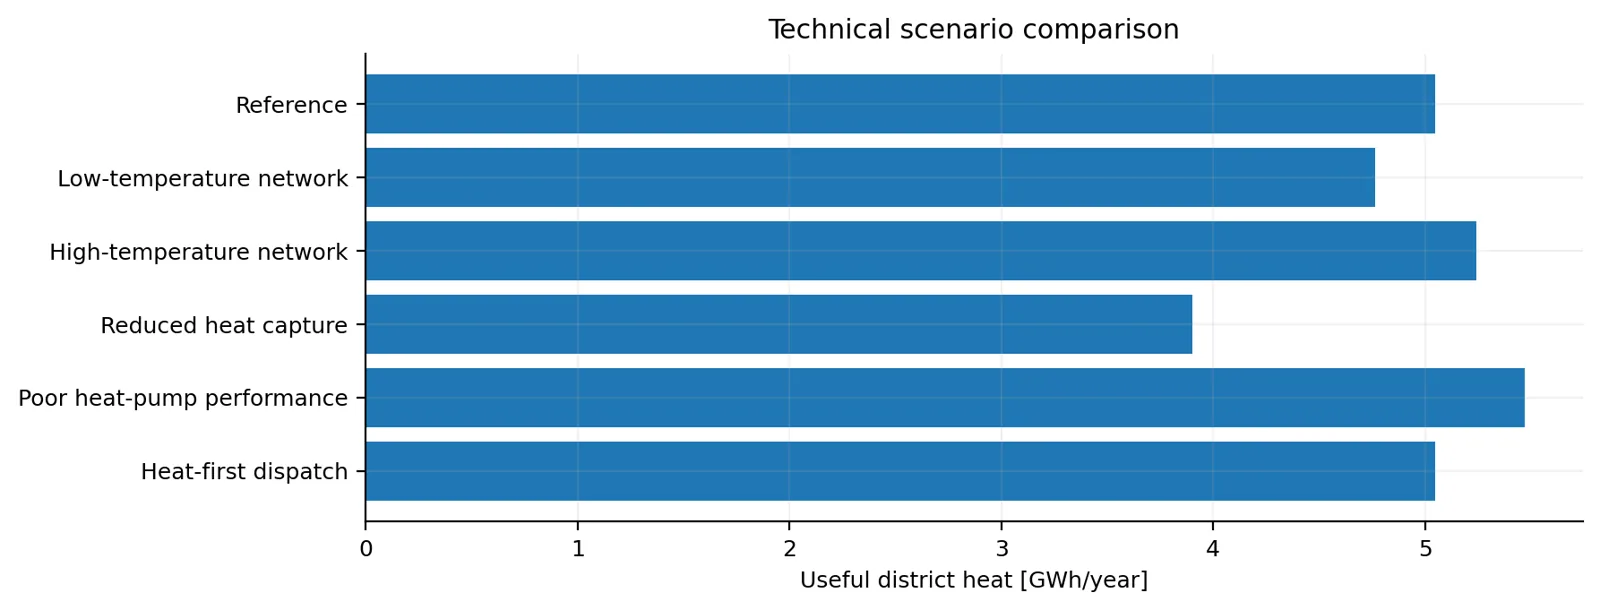 Technical scenario comparison
Reference
Low-temperature network
High-temperature network
Reduced heat capture
Poor heat-pump performance
Heat-first dispatch
0 1 2 3 4 5
Useful district heat [GWh/year]